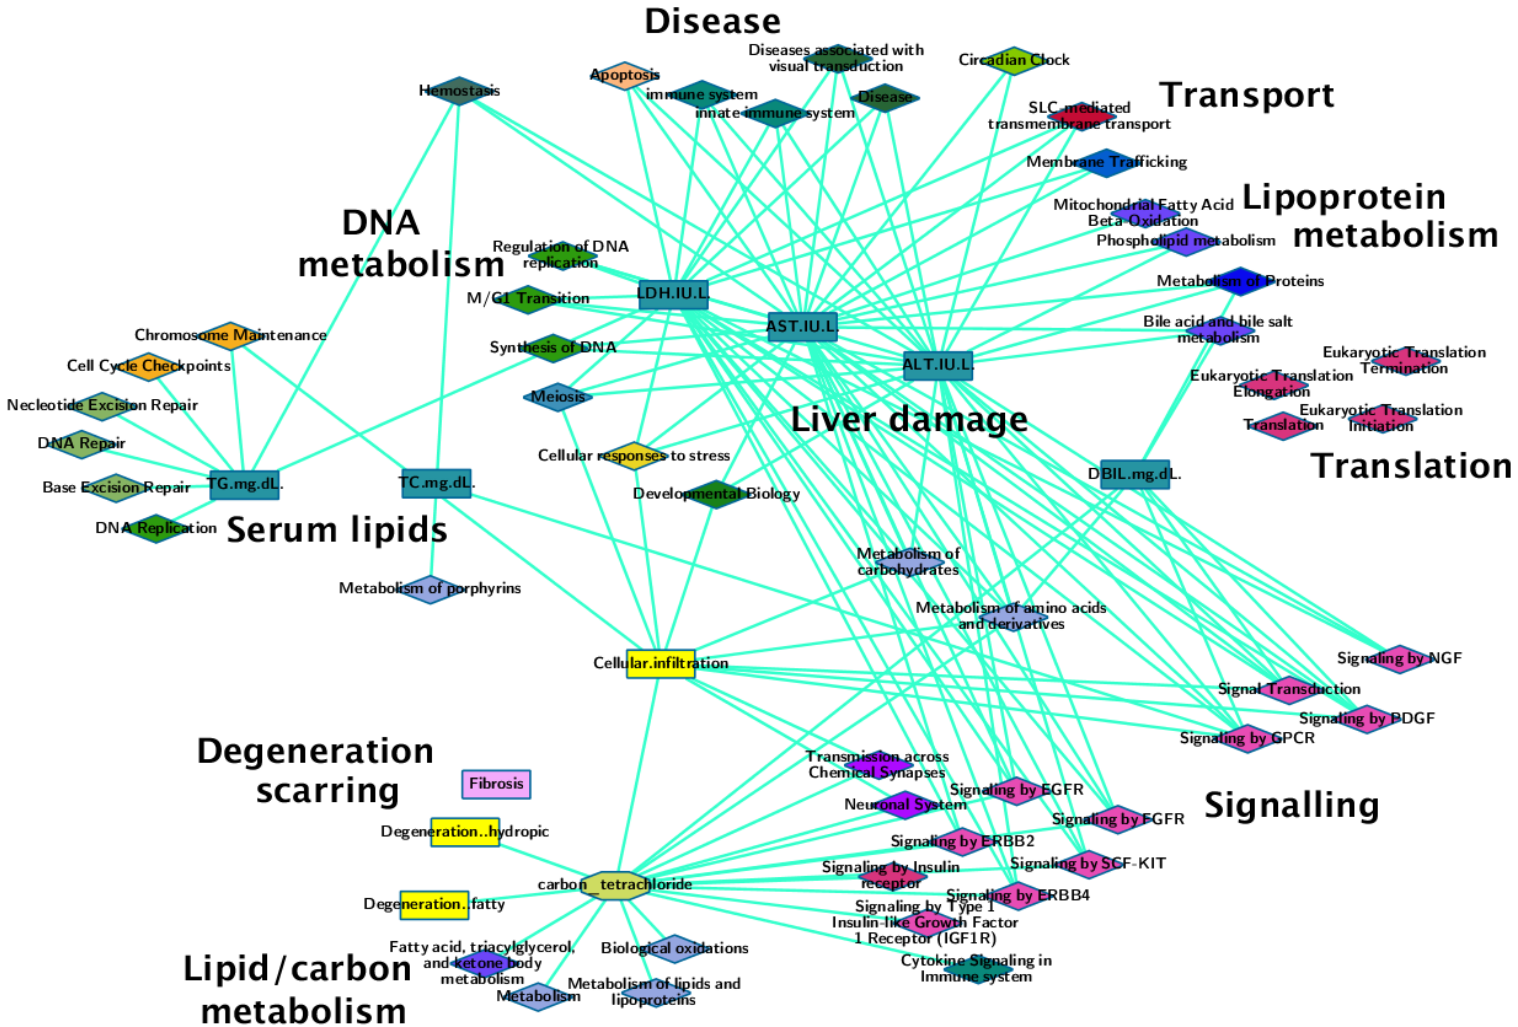 Disease
Diseases associated with
visual transduction
Circadian Clock
Apoptosis
Hemostasis
immune system
Disease
innate immune system
Transport
SLC-mediated
transmembrane transport
Membrane Trafficking
Lipoprotein
metabolism
Mitochondrial Fatty Acid
Beta-Oxidation
Phospholipid metabolism
DNA
metabolism
Regulation of DNA
replication
M/G1 Transition
LDH.IU.L.
Metabolism of Proteins
AST.IU.L.
Bile acid and bile salt
metabolism
Chromosome Maintenance
Synthesis of DNA
Cell Cycle Checkpoints
ALT.IU.L.
Eukaryotic Translation
Termination
Eukaryotic Translation
Elongation
Meiosis
Necleotide Excision Repair
Liver damage
Eukaryotic Translation
Initiation
Translation
DNA Repair
Cellular responses to stress
Translation
Base Excision Repair
TG.mg.dL.
TC.mg.dL.
DBIL.mg.dL.
Developmental Biology
DNA Replication
Serum lipids
Metabolism of
carbohydrates
Metabolism of porphyrins
Metabolism of amino acids
and derivatives
Cellular.infiltration
Signaling by NGF
Signal Transduction
Signaling by PDGF
Signaling by GPCR
Degeneration
scarring
Transmission across
Chemical Synapses
Fibrosis
Signaling by EGFR
Neuronal System
Signalling
Signaling by FGFR
Degeneration..hydropic
Signaling by ERBB2
Signaling by SCF-KIT
Signaling by Insulin
receptor
carbon_tetrachloride
Signaling by ERBB4
Degeneration..fatty
Signaling by Type 1
Insulin-like Growth Factor
1 Receptor (IGF1R)
Fatty acid, triacylglycerol,
and ketone body
metabolism
Biological oxidations
Cytokine Signaling in
Immune system
Lipid/carbon
metabolism
Metabolism of lipids and
lipoproteins
Metabolism